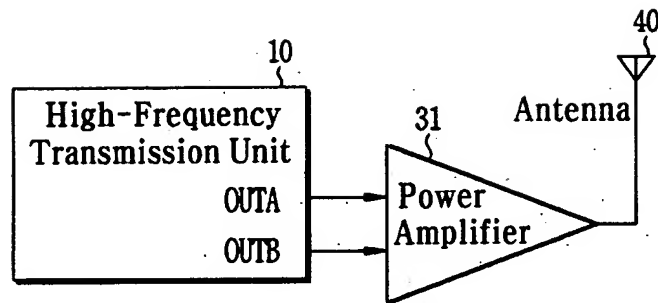 10
High-Frequency
Transmission Unit
OUTA
OUTB
31
Power
Amplifier
Antenna
40